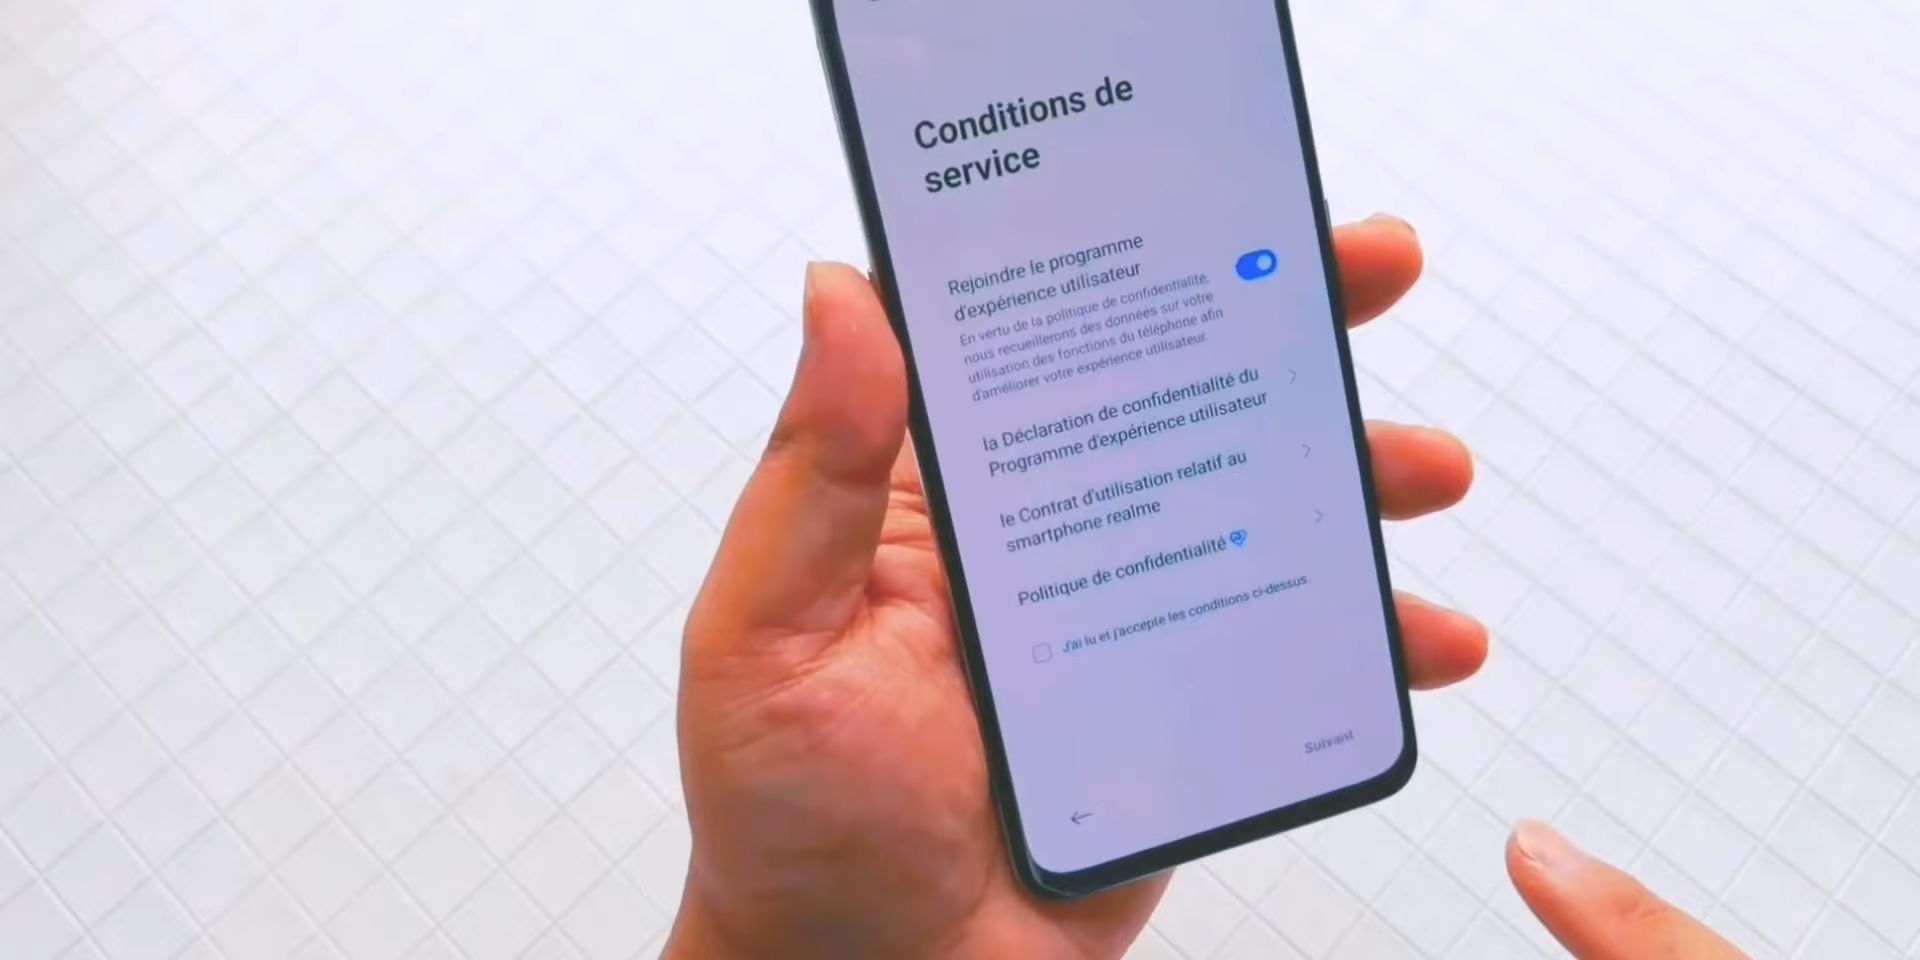 Conditions de
service
Rejoindre le programme
d'expérience utilisateur
En vertu de la politique de confidentialité,
nous recueillerons des données sur votre
utilisation des fonctions du téléphone afin
d'améliorer votre expérience utilisateur.
la Déclaration de confidentialité du
Programme d'expérience utilisateur
le Contrat d'utilisation relatif au
smartphone realme
Politique de confidentialité
J'ai lu et j'accepte les conditions ci-dessus
Suivant